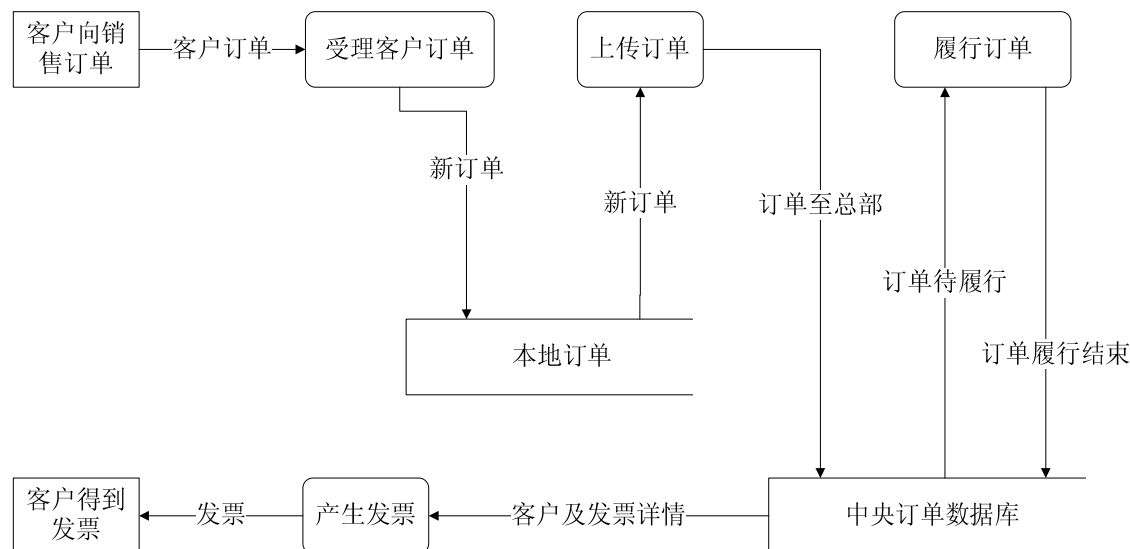 客户向销
售订单
客户订单
受理客户订单
上传订单
履行订单
新订单
新订单
订单至总部
订单待履行
订单履行结束
本地订单
客户得到
发票
发票
产生发票
客户及发票详情
中央订单数据库